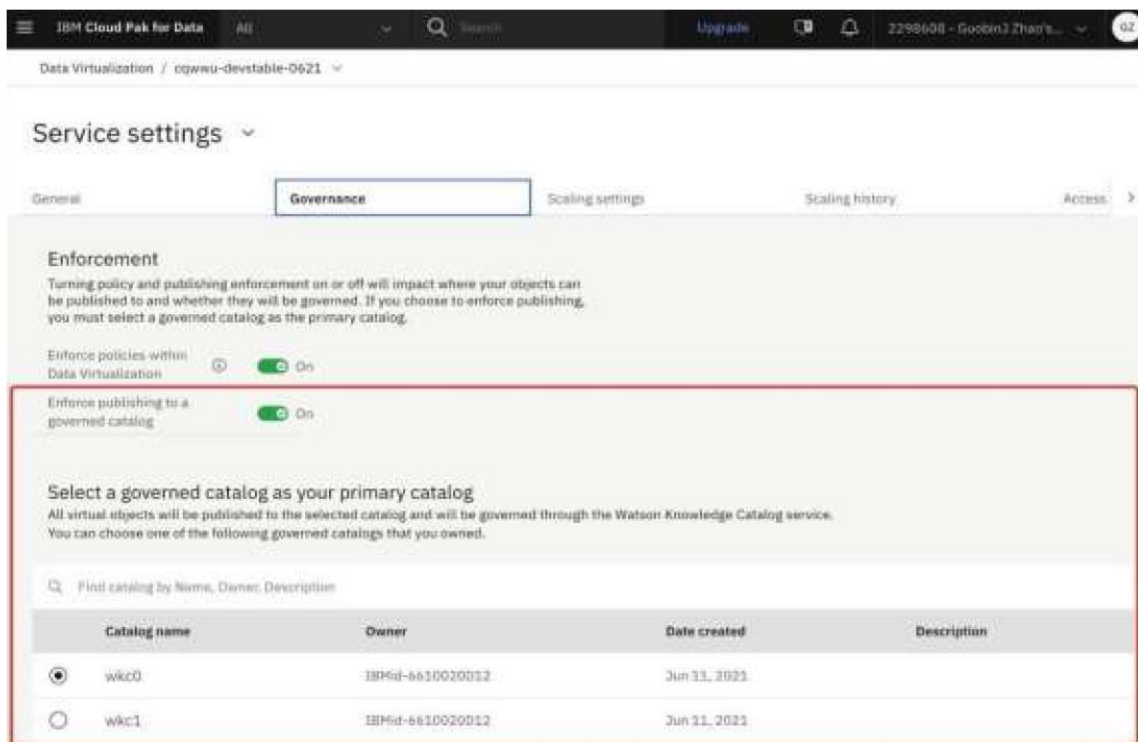 IBM Cloud Pak for Data All Search Upgrade 2298608 - Guobin J Zhao's... GZ
Data Virtualization / cqwwu-devstable-0621
Service settings
General Governance Scaling settings Scaling history Access
Enforcement
Turning policy and publishing enforcement on or off will impact where your objects can
be published to and whether they will be governed. If you choose to enforce publishing,
you must select a governed catalog as the primary catalog.
Enforce policies within
Data Virtualization On
Enforce publishing to a
governed catalog On
Select a governed catalog as your primary catalog
All virtual objects will be published to the selected catalog and will be governed through the Watson Knowledge Catalog service.
You can choose one of the following governed catalogs that you owned.
Find catalog by Name, Owner, Description
Catalog name Owner Date created Description
wkc0 IBMid-6610020012 Jun 11, 2021
wkc1 IBMid-6610020012 Jun 11, 2021